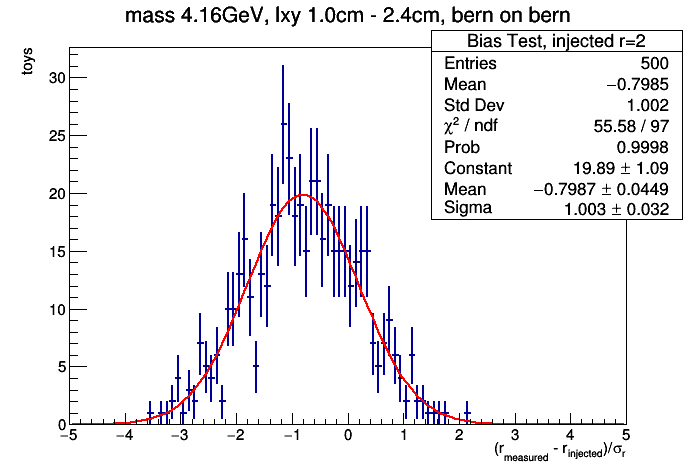 mass 4.16GeV, lxy 1.0cm - 2.4cm, bern on bern
Bias Test, injected r=2
Entries 500
Mean −0.7985
Std Dev 1.002
χ² / ndf 55.58 / 97
Prob 0.9998
Constant 19.89 ± 1.09
Mean −0.7987 ± 0.0449
Sigma 1.003 ± 0.032
toys
30
25
20
15
10
5
0
−5 −4 −3 −2 −1 0 1 2 3 4 5
(r_measured - r_injected)/σ_r